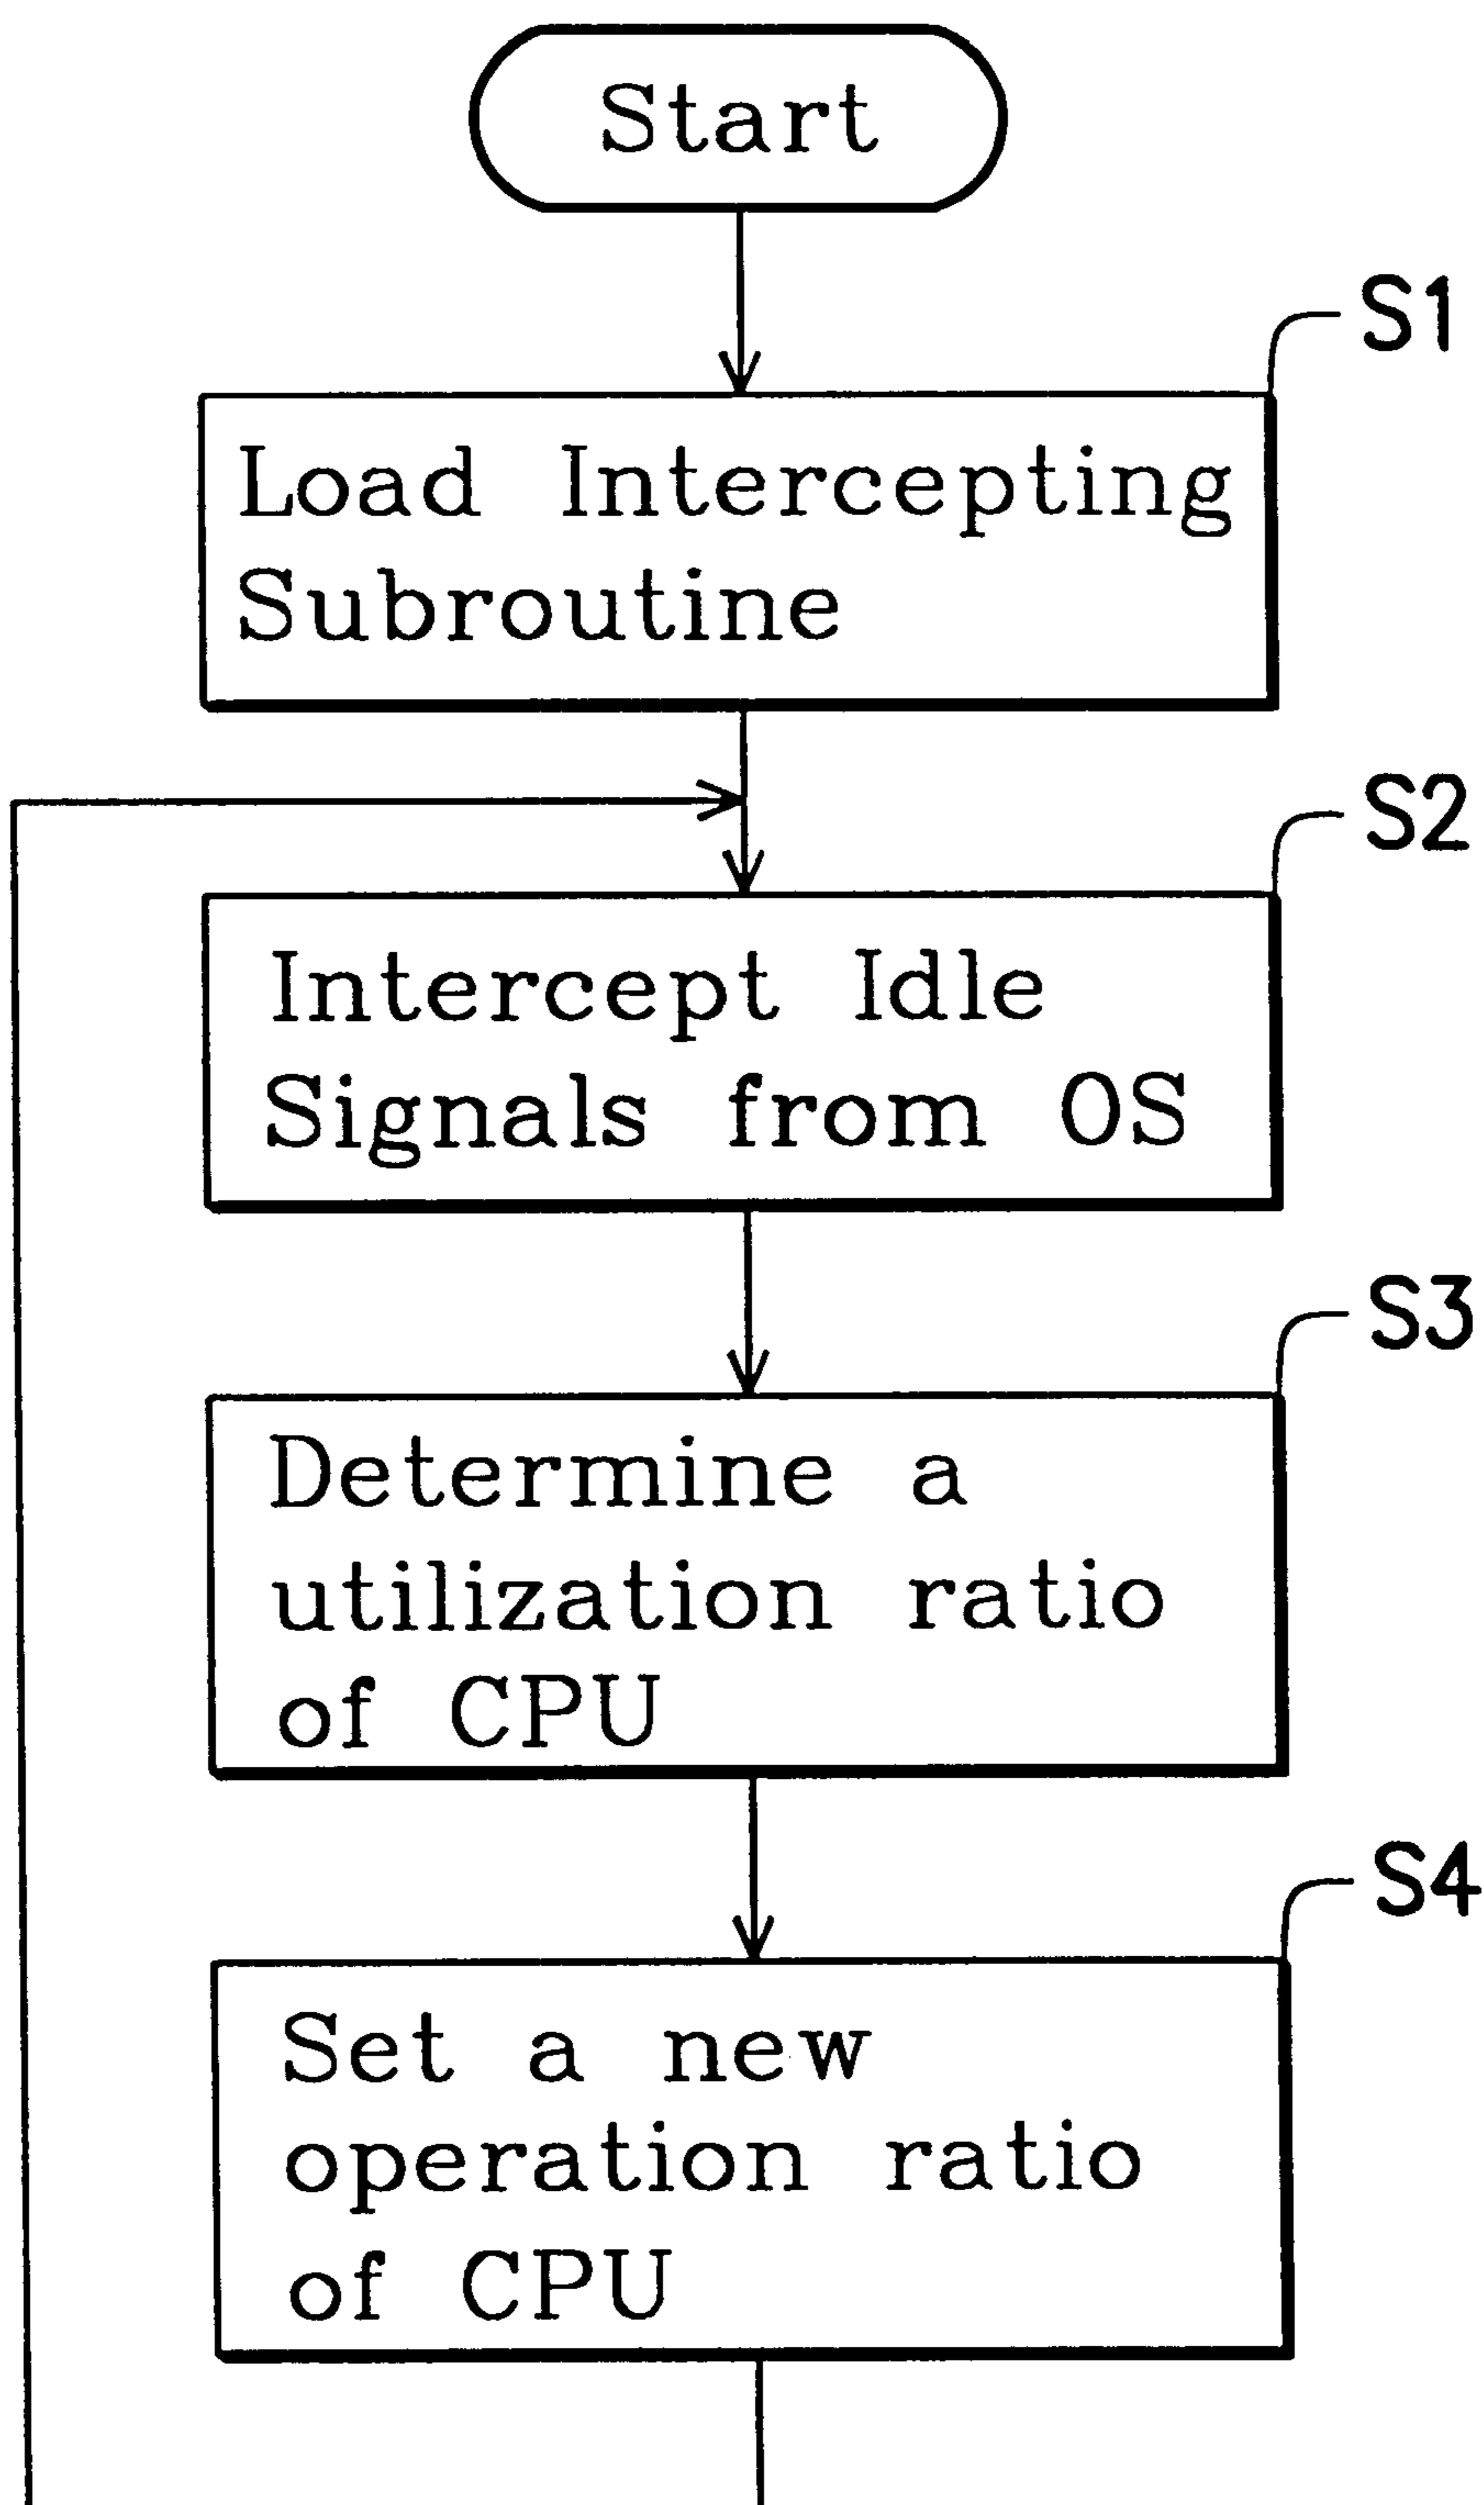 Start
S1
Load Intercepting
Subroutine
S2
Intercept Idle
Signals from OS
S3
Determine a
utilization ratio
of CPU
S4
Set a new
operation ratio
of CPU